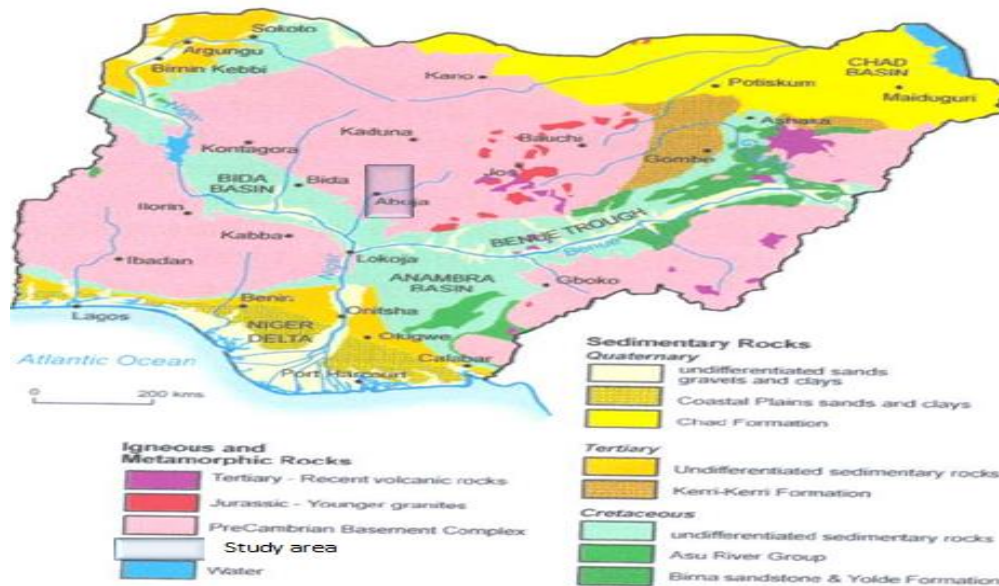 Sokoto
Argungu
Birnin Kebbi
Niger
Kano
CHAD
BASIN
Potiskum
Maiduguri
Ashaka
Kaduna
Bauchi
Kontagora
Gombe
Jos
BIDA
BASIN
Bida
Abuja
Ilorin
BENUE TROUGH
Benue
Kabba
Lokoja
Ibadan
ANAMBRA
BASIN
Gboko
Niger
Benin
Onitsha
Lagos
NIGER
DELTA
Calabar
Atlantic Ocean
Port Harcourt
0 200 kms
Sedimentary Rocks
Quaternary
undifferentiated sands
gravels and clays
Coastal Plains sands and clays
Chad Formation
Tertiary
Undifferentiated sedimentary rocks
Kerri-Kerri Formation
Cretaceous
undifferentiated sedimentary rocks
Asu River Group
Bima sandstone & Yolde Formation
Igneous and
Metamorphic Rocks
Tertiary - Recent volcanic rocks
Jurassic - Younger granites
PreCambrian Basement Complex
Study area
Water